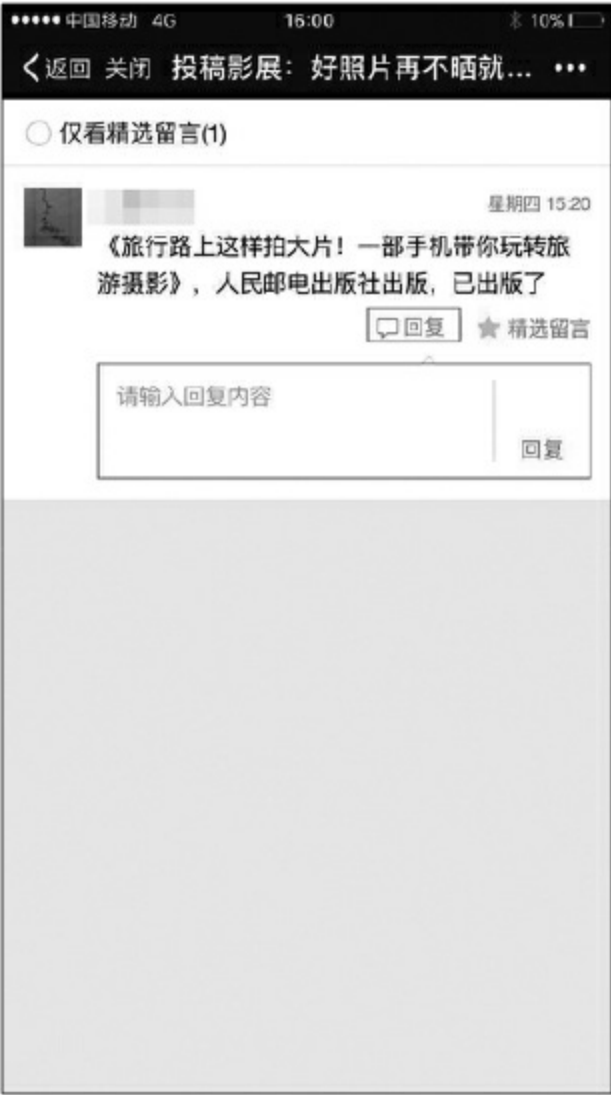 中国移动 4G 16:00 10%
返回 关闭 投稿影展：好照片再不晒就... •••
仅看精选留言(1)
星期四 15:20
《旅行路上这样拍大片！一部手机带你玩转旅
游摄影》，人民邮电出版社出版，已出版了
回复 精选留言
请输入回复内容
回复